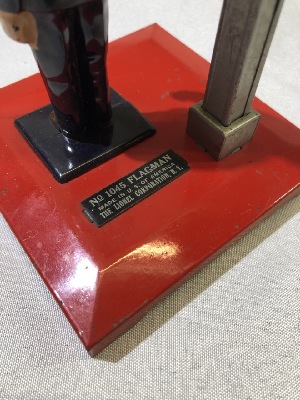 No 1045 FLAGMAN
MADE IN U.S. OF AMERICA
THE LIONEL CORPORATION, N.Y.